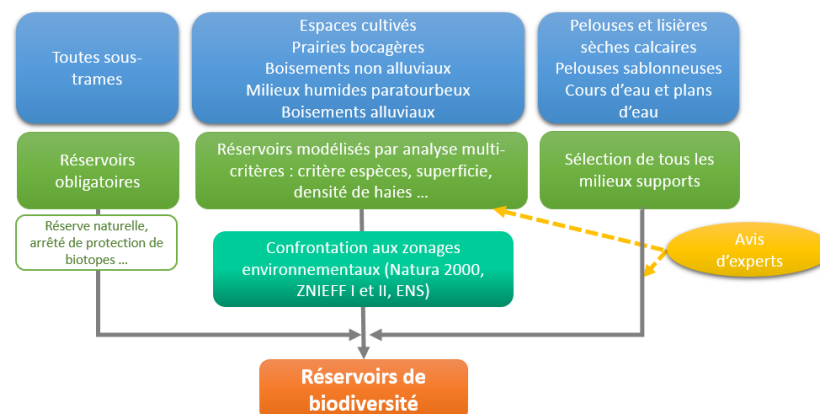 Toutes sous-
trames
Espaces cultivés
Prairies bocagères
Boisements non alluviaux
Milieux humides paratourbeux
Boisements alluviaux
Pelouses et lisières
sèches calcaires
Pelouses sablonneuses
Cours d'eau et plans
d'eau
Réservoirs
obligatoires
Réservoirs modélisés par analyse multi-
critères : critère espèces, superficie,
densité de haies ...
Sélection de tous les
milieux supports
Réserve naturelle,
arrêté de protection de
biotopes ...
Confrontation aux zonages
environnementaux (Natura 2000,
ZNIEFF I et II, ENS)
Avis
d'experts
Réservoirs de
biodiversité